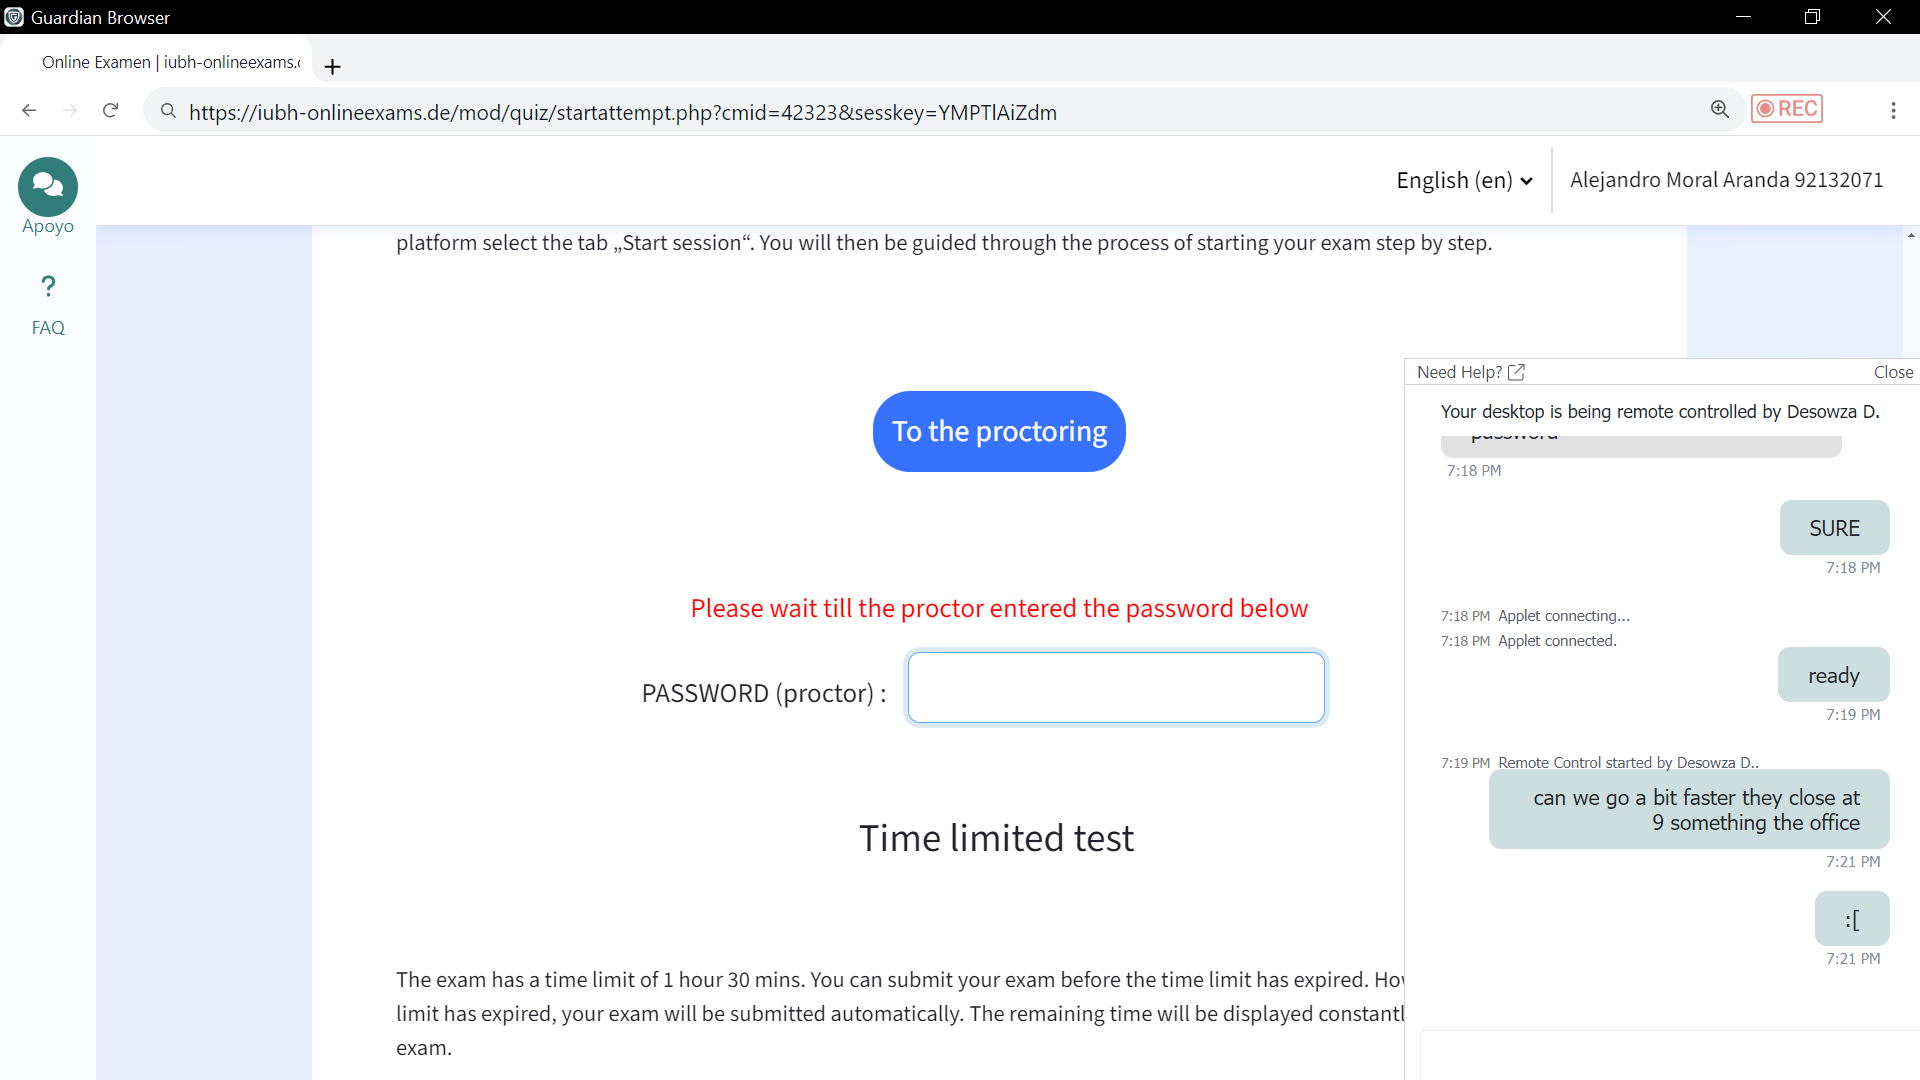 Guardian Browser
Online Examen | iubh-onlineexams.
https://iubh-onlineexams.de/mod/quiz/startattempt.php?cmid=42323&sesskey=YMPTlAiZdm
REC
English (en)
Alejandro Moral Aranda 92132071
Apoyo
?
FAQ
platform select the tab „Start session“. You will then be guided through the process of starting your exam step by step.
To the proctoring
Please wait till the proctor entered the password below
PASSWORD (proctor) :
Time limited test
The exam has a time limit of 1 hour 30 mins. You can submit your exam before the time limit has expired.
limit has expired, your exam will be submitted automatically. The remaining time will be displayed
exam.
Need Help?
Close
Your desktop is being remote controlled by Desowza D.
password
7:18 PM
SURE
7:18 PM
7:18 PM Applet connecting...
7:18 PM Applet connected.
ready
7:19 PM
7:19 PM Remote Control started by Desowza D..
can we go a bit faster they close at
9 something the office
7:21 PM
:[
7:21 PM